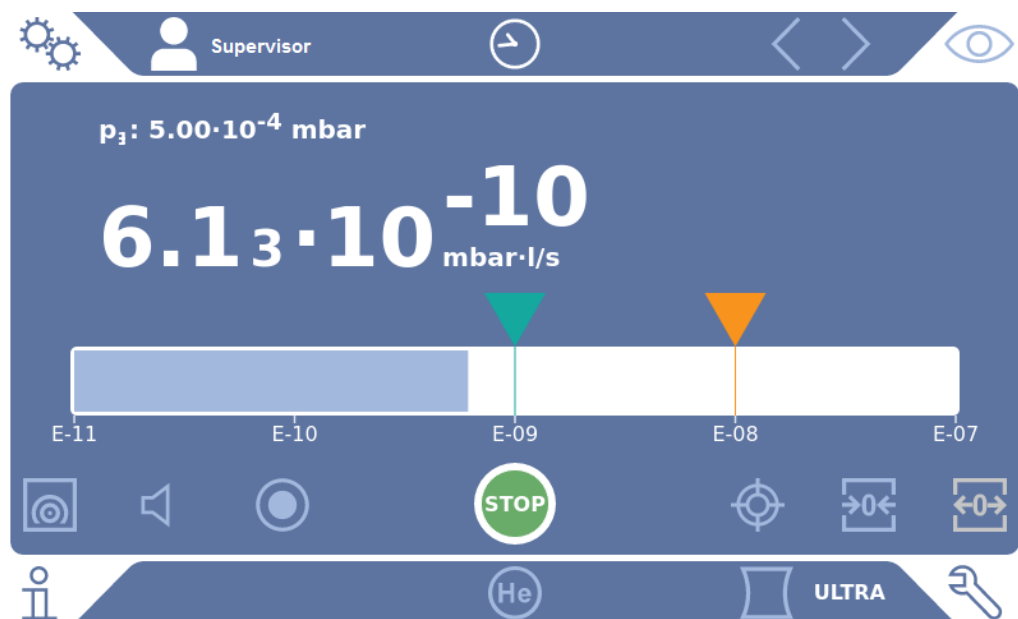 Supervisor
p₃: 5.00·10⁻⁴ mbar
6.13·10⁻¹⁰ mbar·l/s
E-11 E-10 E-09 E-08 E-07
STOP >0< <0>
He ULTRA